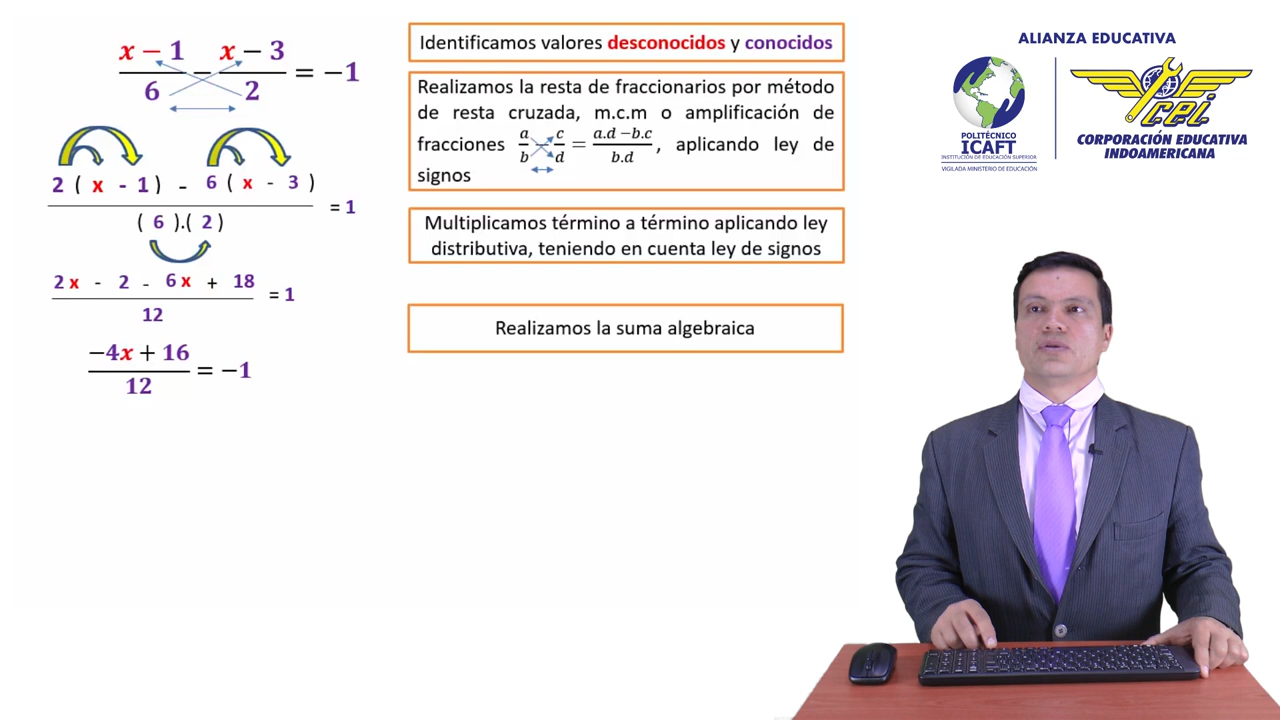 x − 1 x − 3
— − — = −1
6 2
2 ( x - 1 ) - 6 ( x - 3 )
= 1
( 6 ).( 2 )
2 x - 2 - 6 x + 18
= 1
12
−4x + 16
= −1
12
Identificamos valores desconocidos y conocidos
Realizamos la resta de fraccionarios por método
de resta cruzada, m.c.m o amplificación de
fracciones a/b − c/d = a.d −b.c/b.d, aplicando ley de
signos
Multiplicamos término a término aplicando ley
distributiva, teniendo en cuenta ley de signos
Realizamos la suma algebraica
ALIANZA EDUCATIVA
POLITÉCNICO
ICAFT
INSTITUCIÓN DE EDUCACIÓN SUPERIOR
VIGILADA MINISTERIO DE EDUCACIÓN
cei
CORPORACIÓN EDUCATIVA
INDOAMERICANA